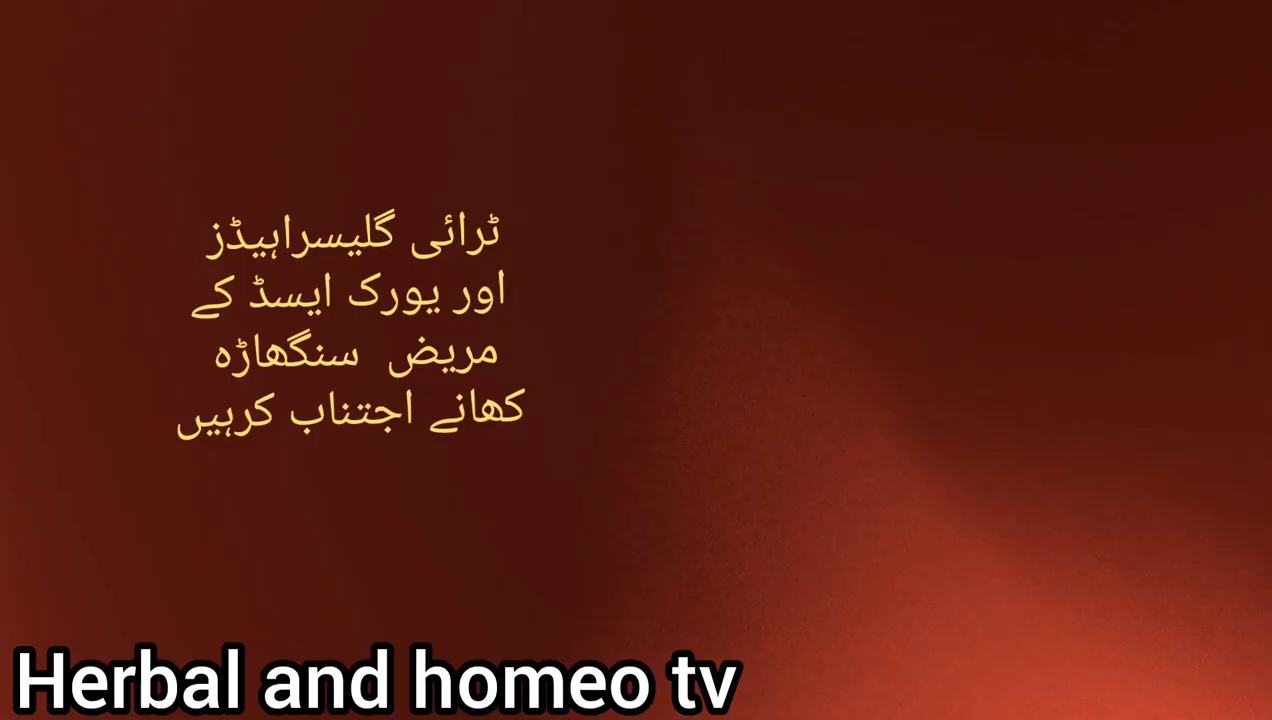 ٹرائی گلیسراہیڈز
اور یورک ایسڈ کے
مریض سنگھاڑہ
کھانے اجتناب کرہیں
Herbal and homeo tv